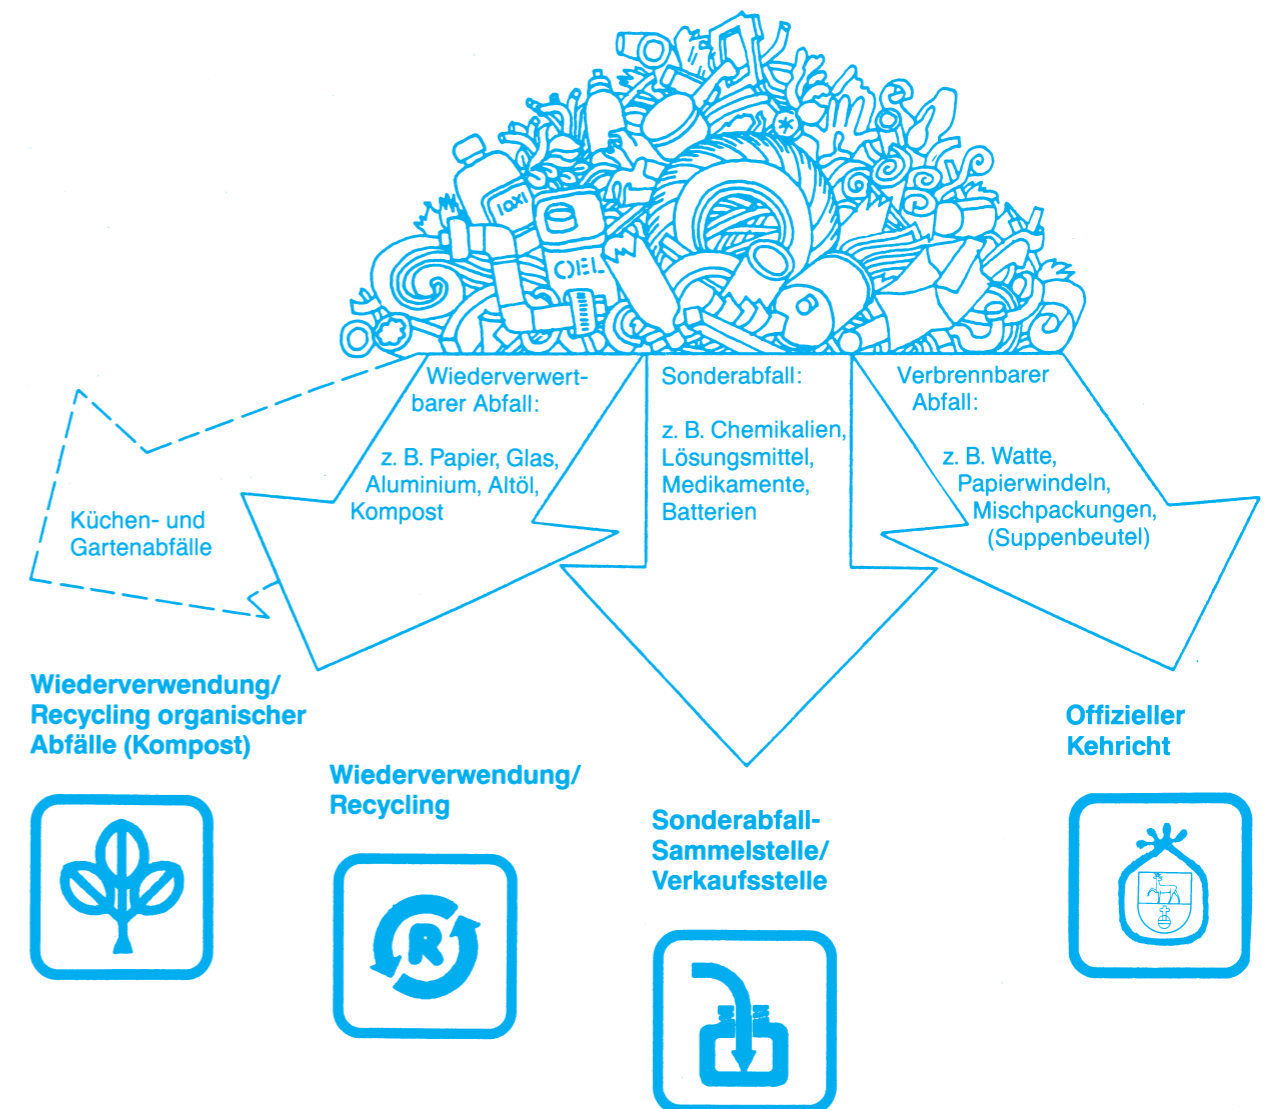 TOXI
OEL
Wiederverwert-
barer Abfall:
z. B. Papier, Glas,
Aluminium, Altöl,
Kompost
Sonderabfall:
z. B. Chemikalien,
Lösungsmittel,
Medikamente,
Batterien
Verbrennbarer
Abfall:
z. B. Watte,
Papierwindeln,
Mischpackungen,
(Suppenbeutel)
Küchen- und
Gartenabfälle
Wiederverwendung/
Recycling organischer
Abfälle (Kompost)
Wiederverwendung/
Recycling
R
Sonderabfall-
Sammelstelle/
Verkaufsstelle
Offizieller
Kehricht